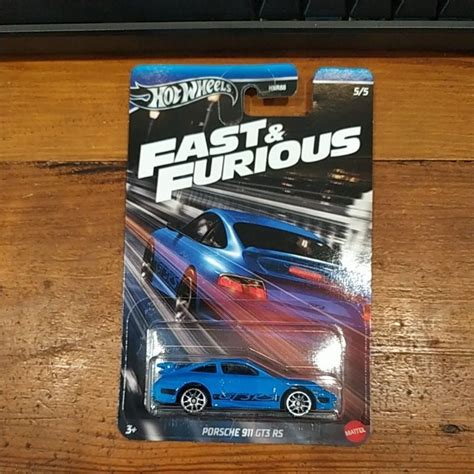 HOT WHEELS
5/5
FAST &
FURIOUS
3+
PORSCHE 911 GT3 RS
MATTEL